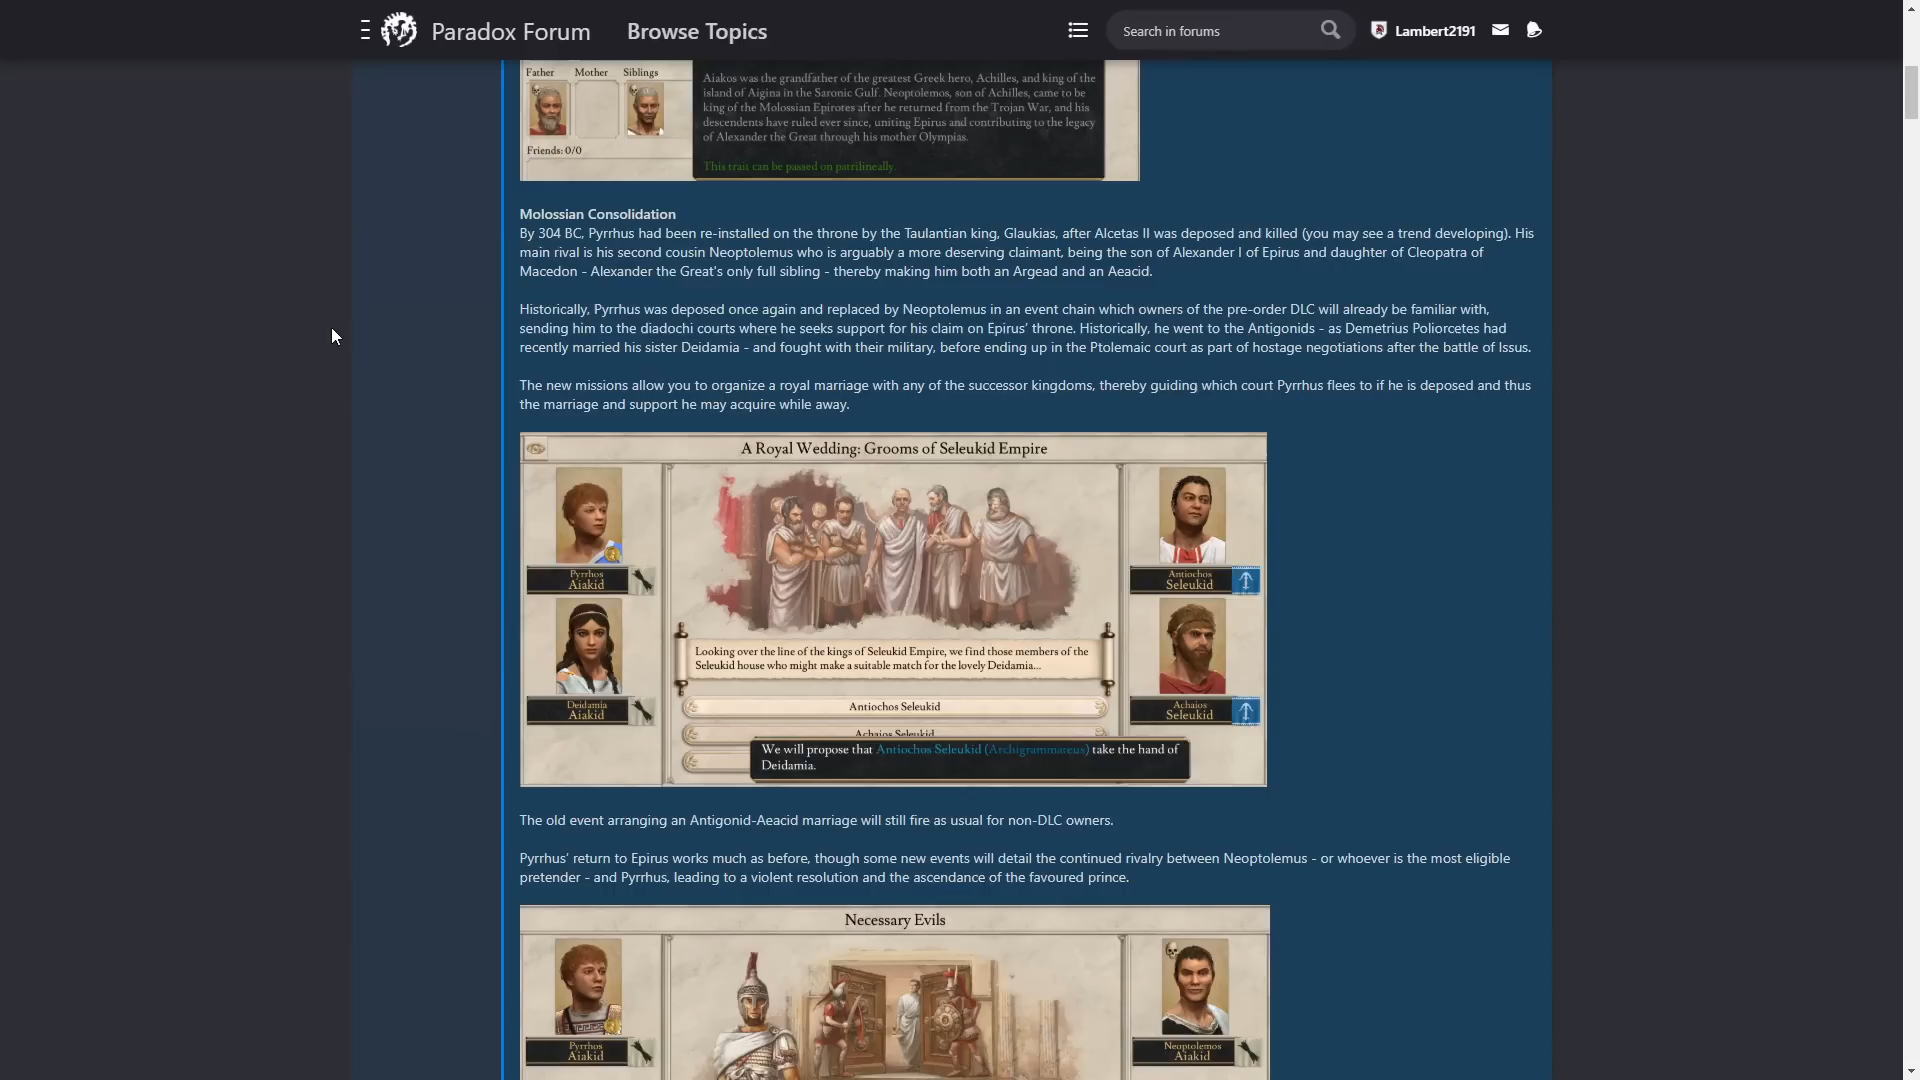 Paradox Forum
Browse Topics
Search in forums
Lambert2191
Father
Mother
Siblings
Friends: 0/0
Aiakos was the grandfather of the greatest Greek hero, Achilles, and king of the
island of Aigina in the Saronic Gulf. Neoptolemos, son of Achilles, came to be
king of the Molossian Epirotes after he returned from the Trojan War, and his
descendents have ruled ever since, uniting Epirus and contributing to the legacy
of Alexander the Great through his mother Olympias.
This trait can be passed on patrilineally.
Molossian Consolidation
By 304 BC, Pyrrhus had been re-installed on the throne by the Taulantian king, Glaukias, after Alcetas II was deposed and killed (you may see a trend developing). His
main rival is his second cousin Neoptolemus who is arguably a more deserving claimant, being the son of Alexander I of Epirus and daughter of Cleopatra of
Macedon - Alexander the Great's only full sibling - thereby making him both an Argead and an Aeacid.
Historically, Pyrrhus was deposed once again and replaced by Neoptolemus in an event chain which owners of the pre-order DLC will already be familiar with,
sending him to the diadochi courts where he seeks support for his claim on Epirus' throne. Historically, he went to the Antigonids - as Demetrius Poliorcetes had
recently married his sister Deidamia - and fought with their military, before ending up in the Ptolemaic court as part of hostage negotiations after the battle of Issus.
The new missions allow you to organize a royal marriage with any of the successor kingdoms, thereby guiding which court Pyrrhus flees to if he is deposed and thus
the marriage and support he may acquire while away.
A Royal Wedding: Grooms of Seleukid Empire
Pyrrhos
Aiakid
Deidamia
Aiakid
Antiochos
Seleukid
Achaios
Seleukid
Looking over the line of the kings of Seleukid Empire, we find those members of the
Seleukid house who might make a suitable match for the lovely Deidamia...
Antiochos Seleukid
Achaios Seleukid
We will propose that Antiochos Seleukid (Archigrammateus) take the hand of
Deidamia.
The old event arranging an Antigonid-Aeacid marriage will still fire as usual for non-DLC owners.
Pyrrhus' return to Epirus works much as before, though some new events will detail the continued rivalry between Neoptolemus - or whoever is the most eligible
pretender - and Pyrrhus, leading to a violent resolution and the ascendance of the favoured prince.
Necessary Evils
Pyrrhos
Aiakid
Neoptolemos
Aiakid